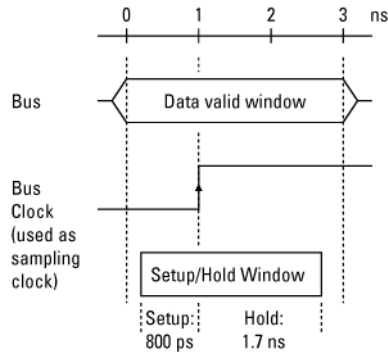 0 1 2 3 ns
Bus Data valid window
Bus
Clock
(used as
sampling
clock)
Setup/Hold Window
Setup: Hold:
800 ps 1.7 ns